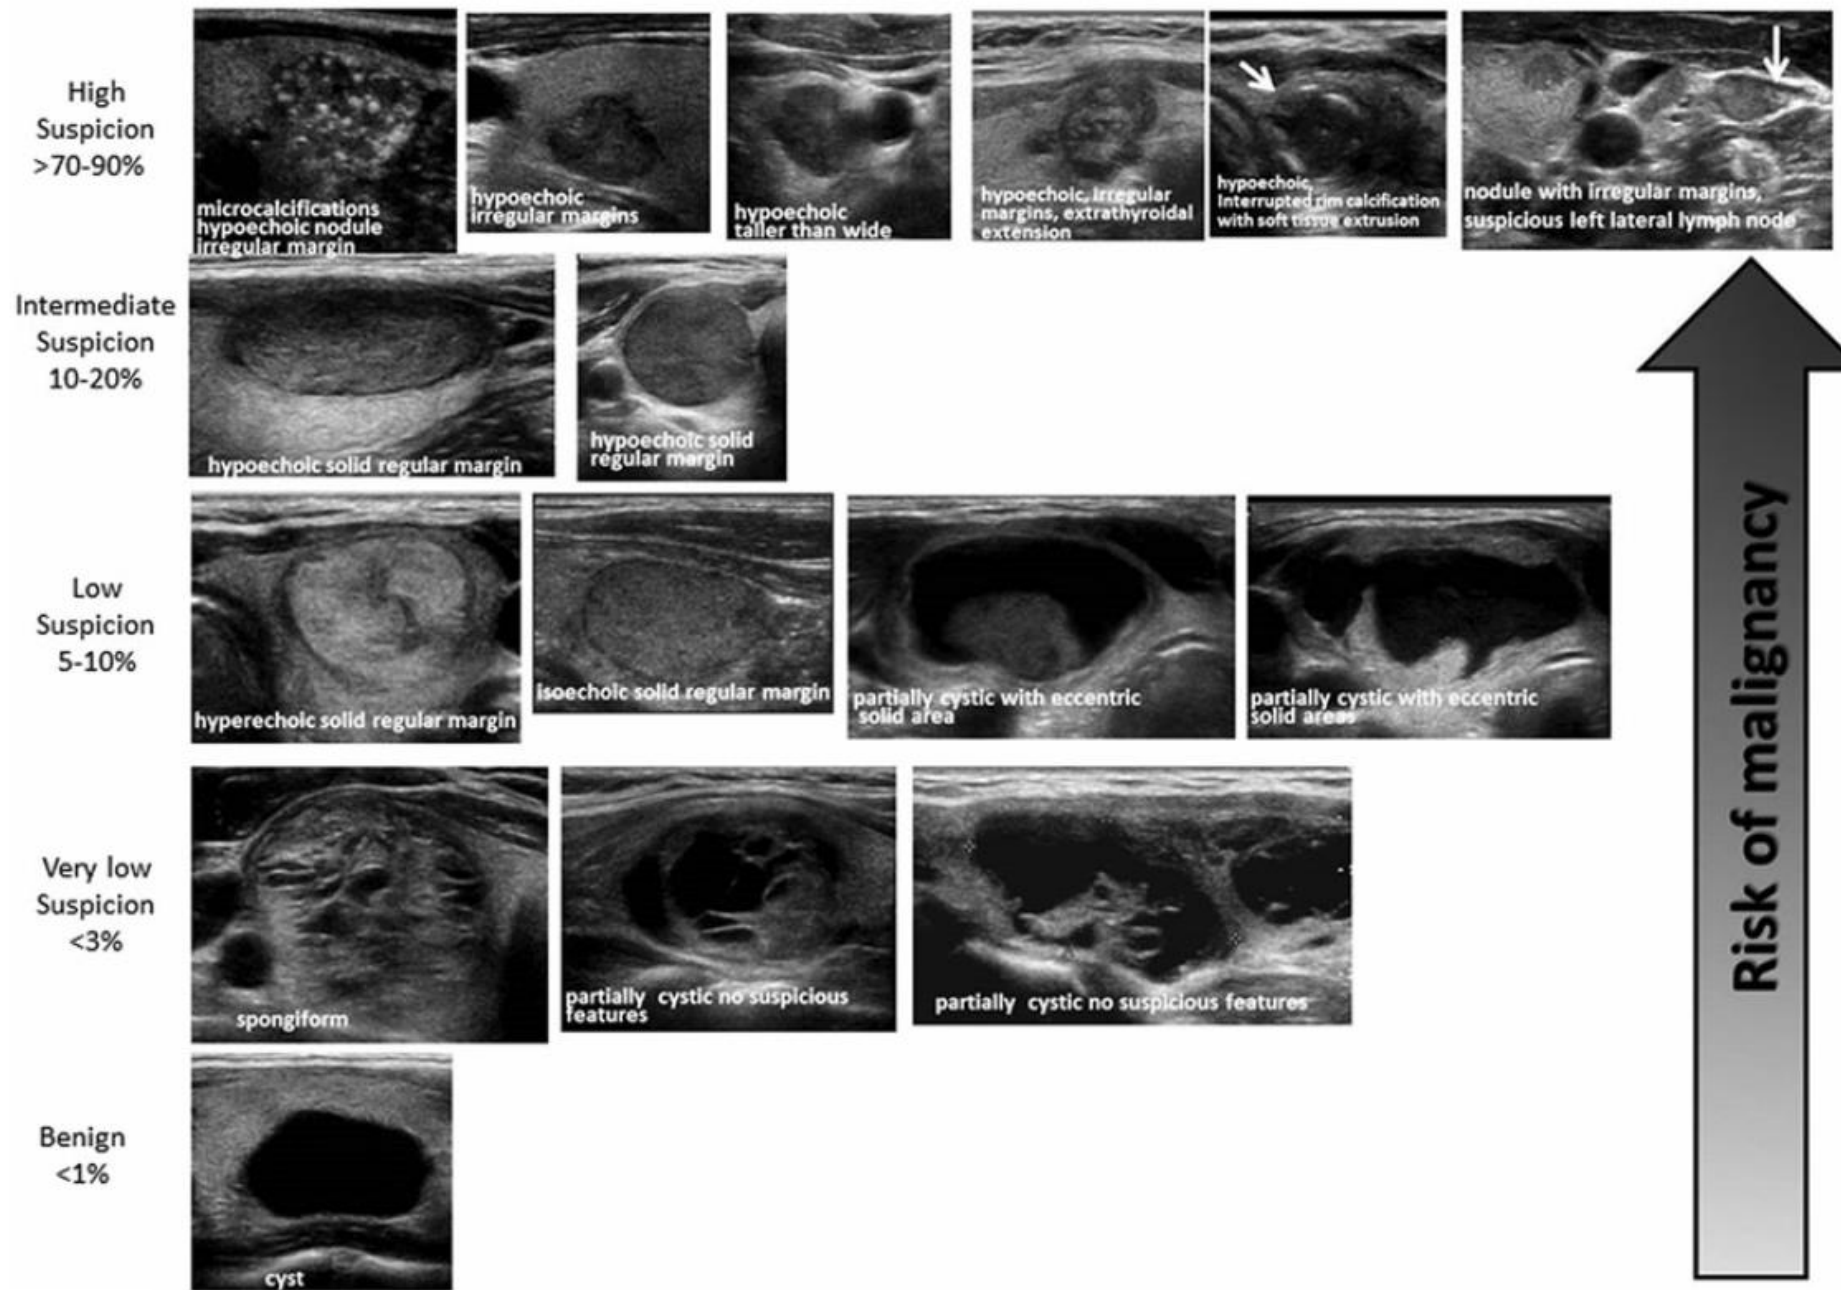 High
Suspicion
>70-90%
microcalcifications
hypoechoic nodule
irregular margin
hypoechoic
irregular margins
hypoechoic
taller than wide
hypoechoic, irregular
margins, extrathyroidal
extension
hypoechoic,
Interrupted rim calcification
with soft tissue extrusion
nodule with irregular margins,
suspicious left lateral lymph node
Intermediate
Suspicion
10-20%
hypoechoic solid regular margin
hypoechoic solid
regular margin
Low
Suspicion
5-10%
hyperechoic solid regular margin
isoechoic solid regular margin
partially cystic with eccentric
solid area
partially cystic with eccentric
solid areas
Very low
Suspicion
<3%
spongiform
partially cystic no suspicious
features
partially cystic no suspicious features
Benign
<1%
cyst
Risk of malignancy